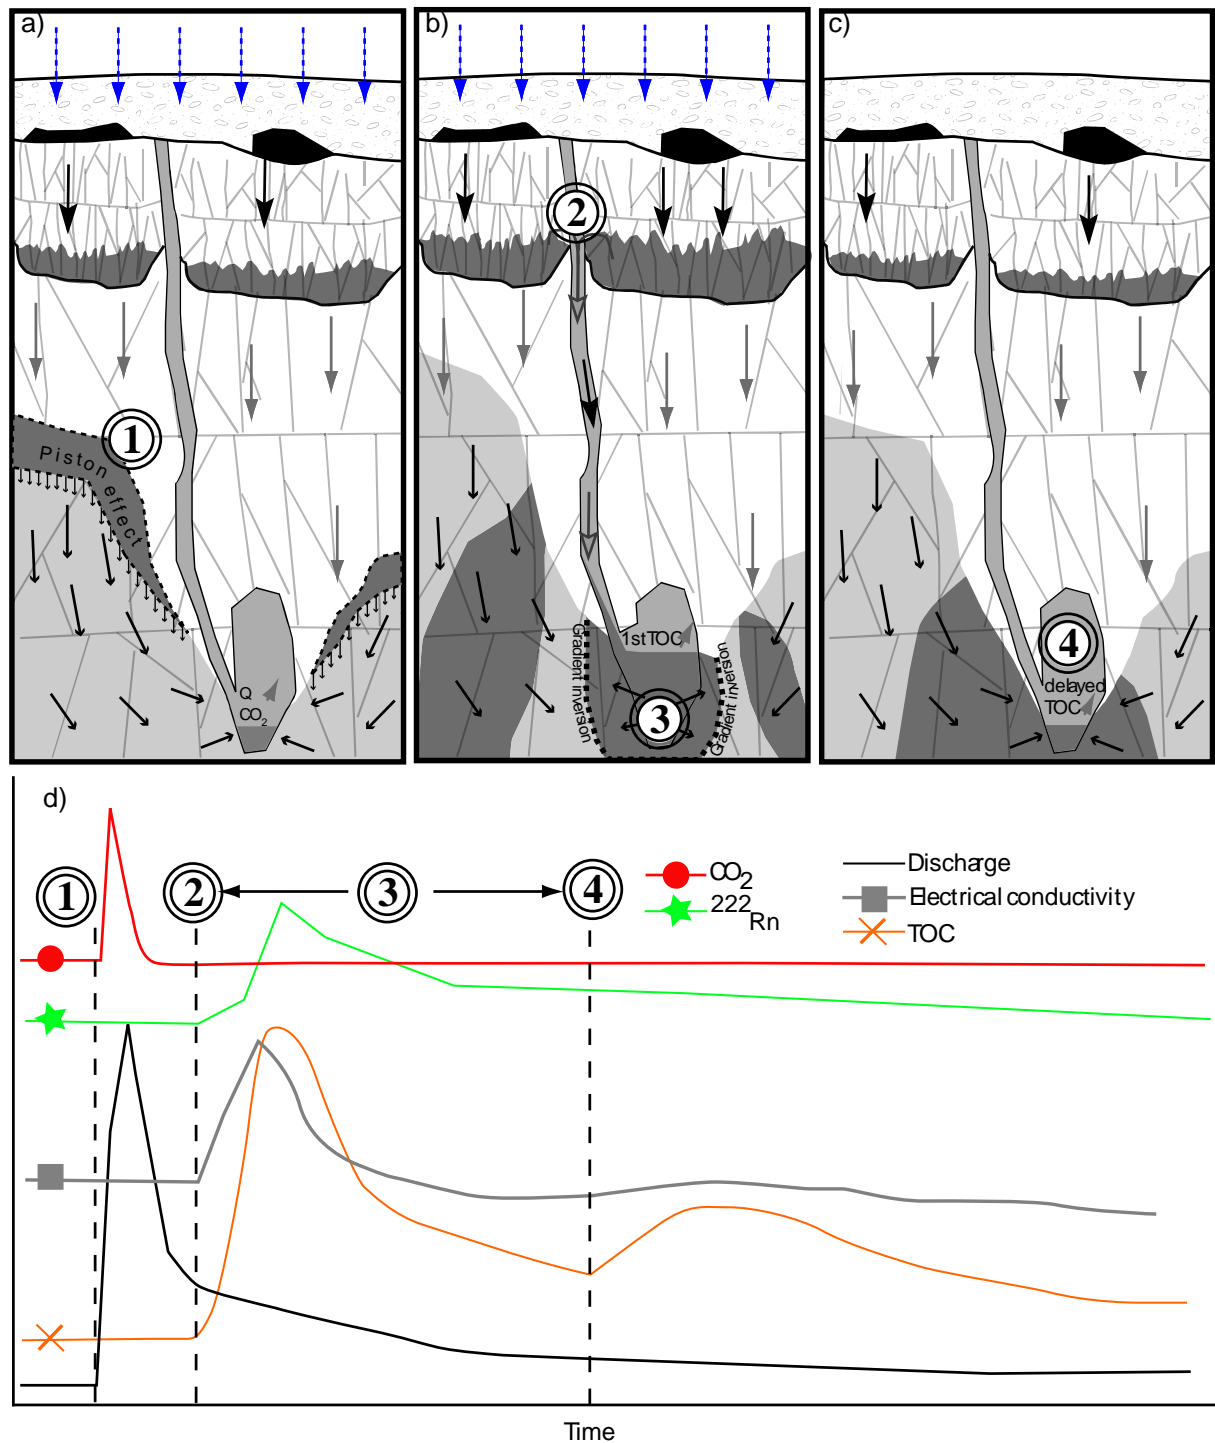 a)
b)
c)
2
1
Piston effect
Q
CO2
1stTOC
Gradient inversion
Gradient inversion
3
4
delayed
TOC
d)
1
2
3
4
CO2
222Rn
Discharge
Electrical conductivity
TOC
Time